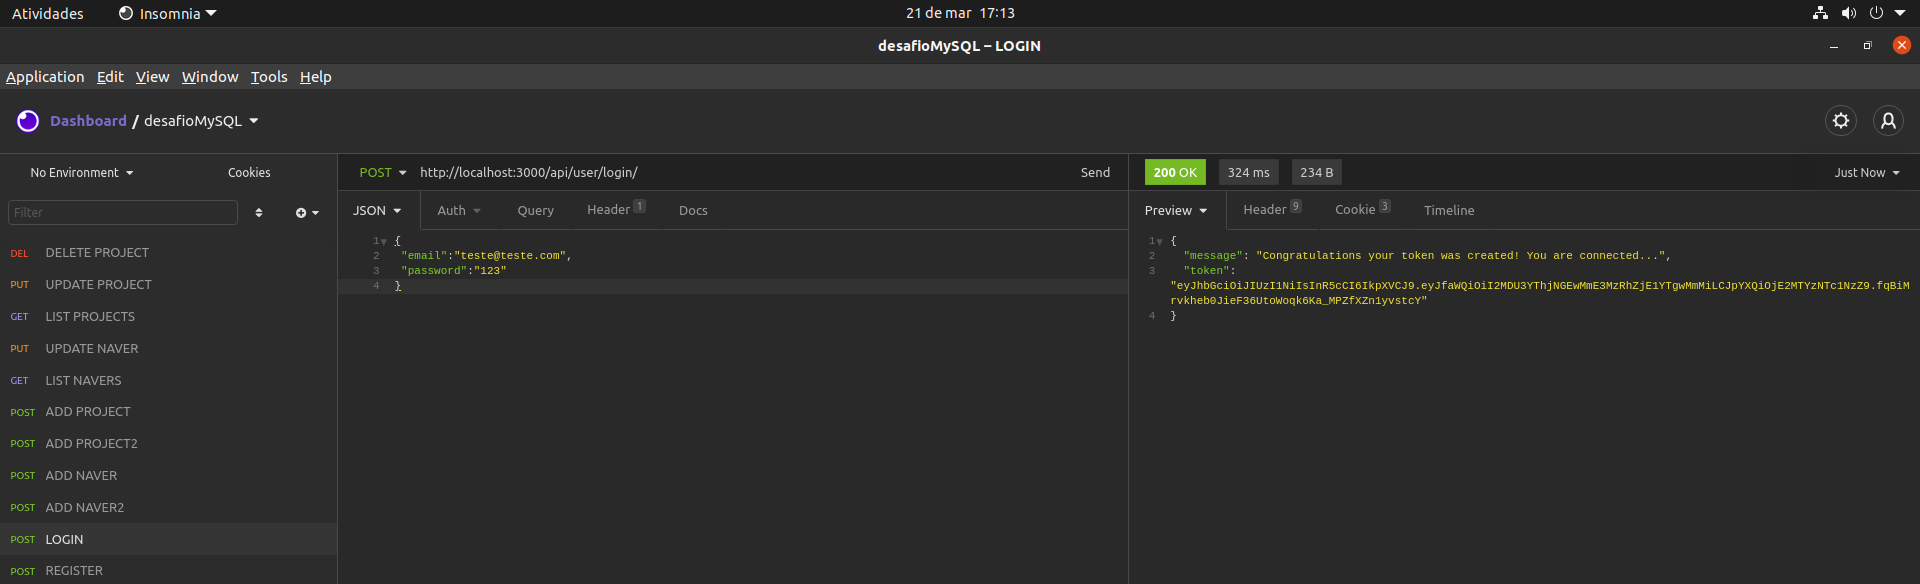 Atividades Insomnia 21 de mar 17:13
desafioMySQL – LOGIN
Application Edit View Window Tools Help
Dashboard / desafioMySQL
No Environment Cookies
Filter
DEL DELETE PROJECT
PUT UPDATE PROJECT
GET LIST PROJECTS
PUT UPDATE NAVER
GET LIST NAVERS
POST ADD PROJECT
POST ADD PROJECT2
POST ADD NAVER
POST ADD NAVER2
POST LOGIN
POST REGISTER
POST http://localhost:3000/api/user/login/ Send
JSON Auth Query Header 1 Docs
1 {
2 "email":"teste@teste.com",
3 "password":"123"
4 }
200 OK 324 ms 234 B Just Now
Preview Header 9 Cookie 3 Timeline
1 {
2 "message": "Congratulations your token was created! You are connected...",
3 "token":
"eyJhbGciOiJIUzI1NiIsInR5cCI6IkpXVCJ9.eyJfaWQiOiI2MDU3YThjNGEwMmE3MzRhZjE1YTgwMmMiLCJpYXQiOjE2MTYzNTc1NzZ9.fqBiM
rvkheb0JieF36UtoWoqk6Ka_MPZfXZn1yvstcY"
4 }